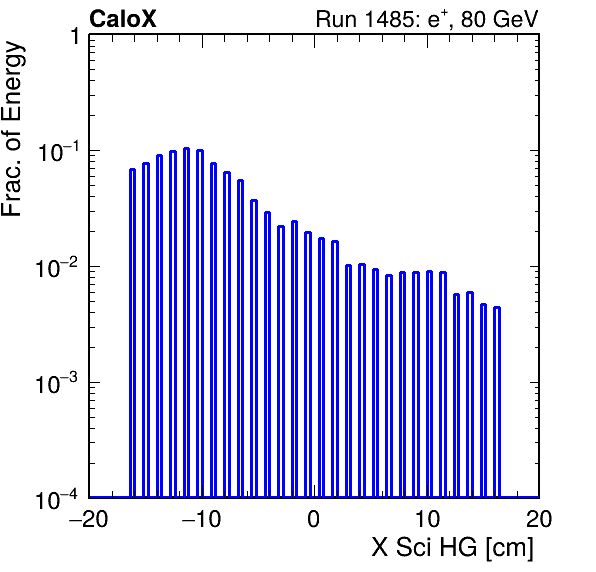 CaloX Run 1485: e⁺, 80 GeV
Frac. of Energy
1
10⁻¹
10⁻²
10⁻³
10⁻⁴
−20 −10 0 10 20
X Sci HG [cm]